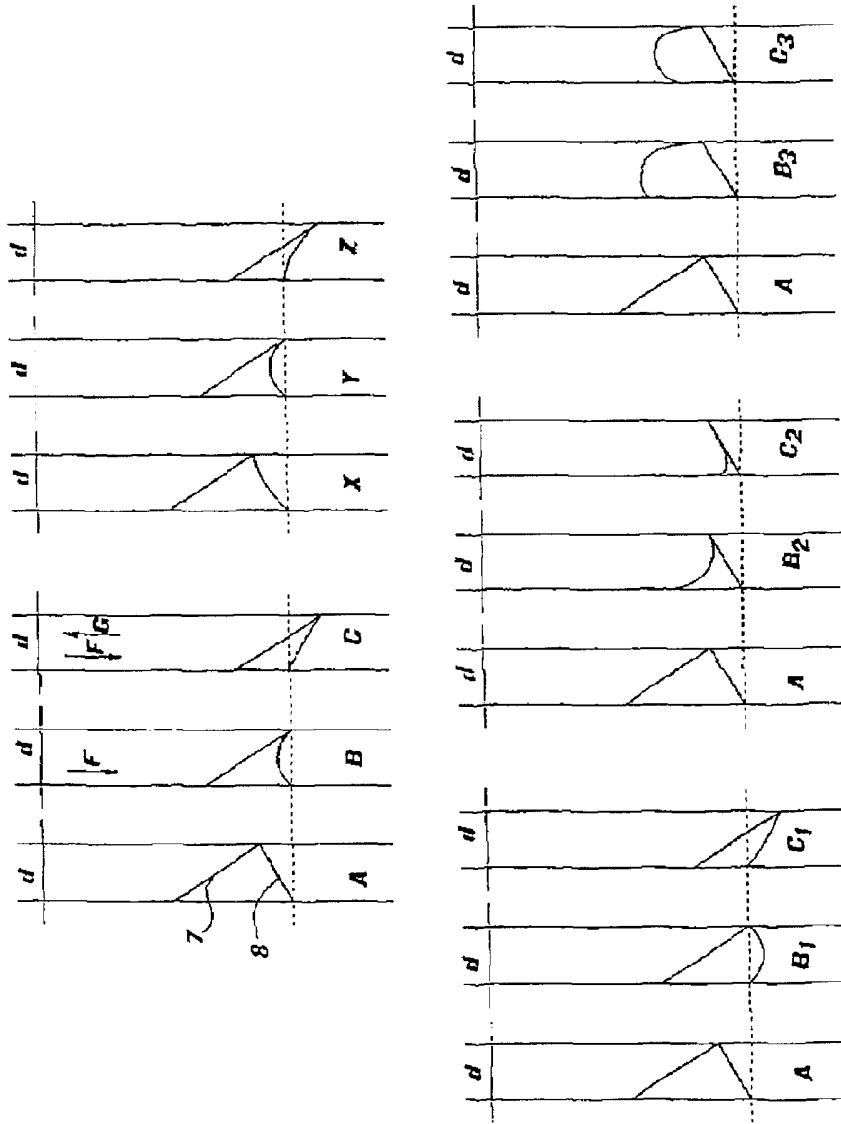 d d d
F F G
7
8
A B C
d d d
X Y Z
d d d
A B1 C1
d d d
A B2 C2
d d d
A B3 C3